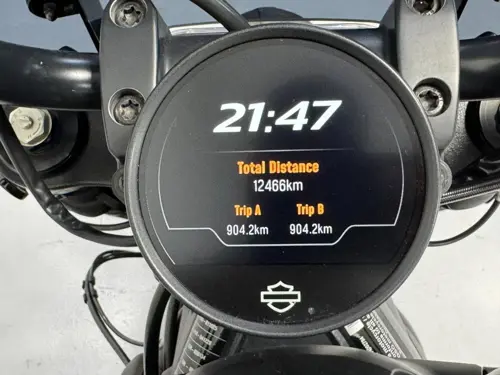 21:47
Total Distance
12466km
Trip A Trip B
904.2km 904.2km